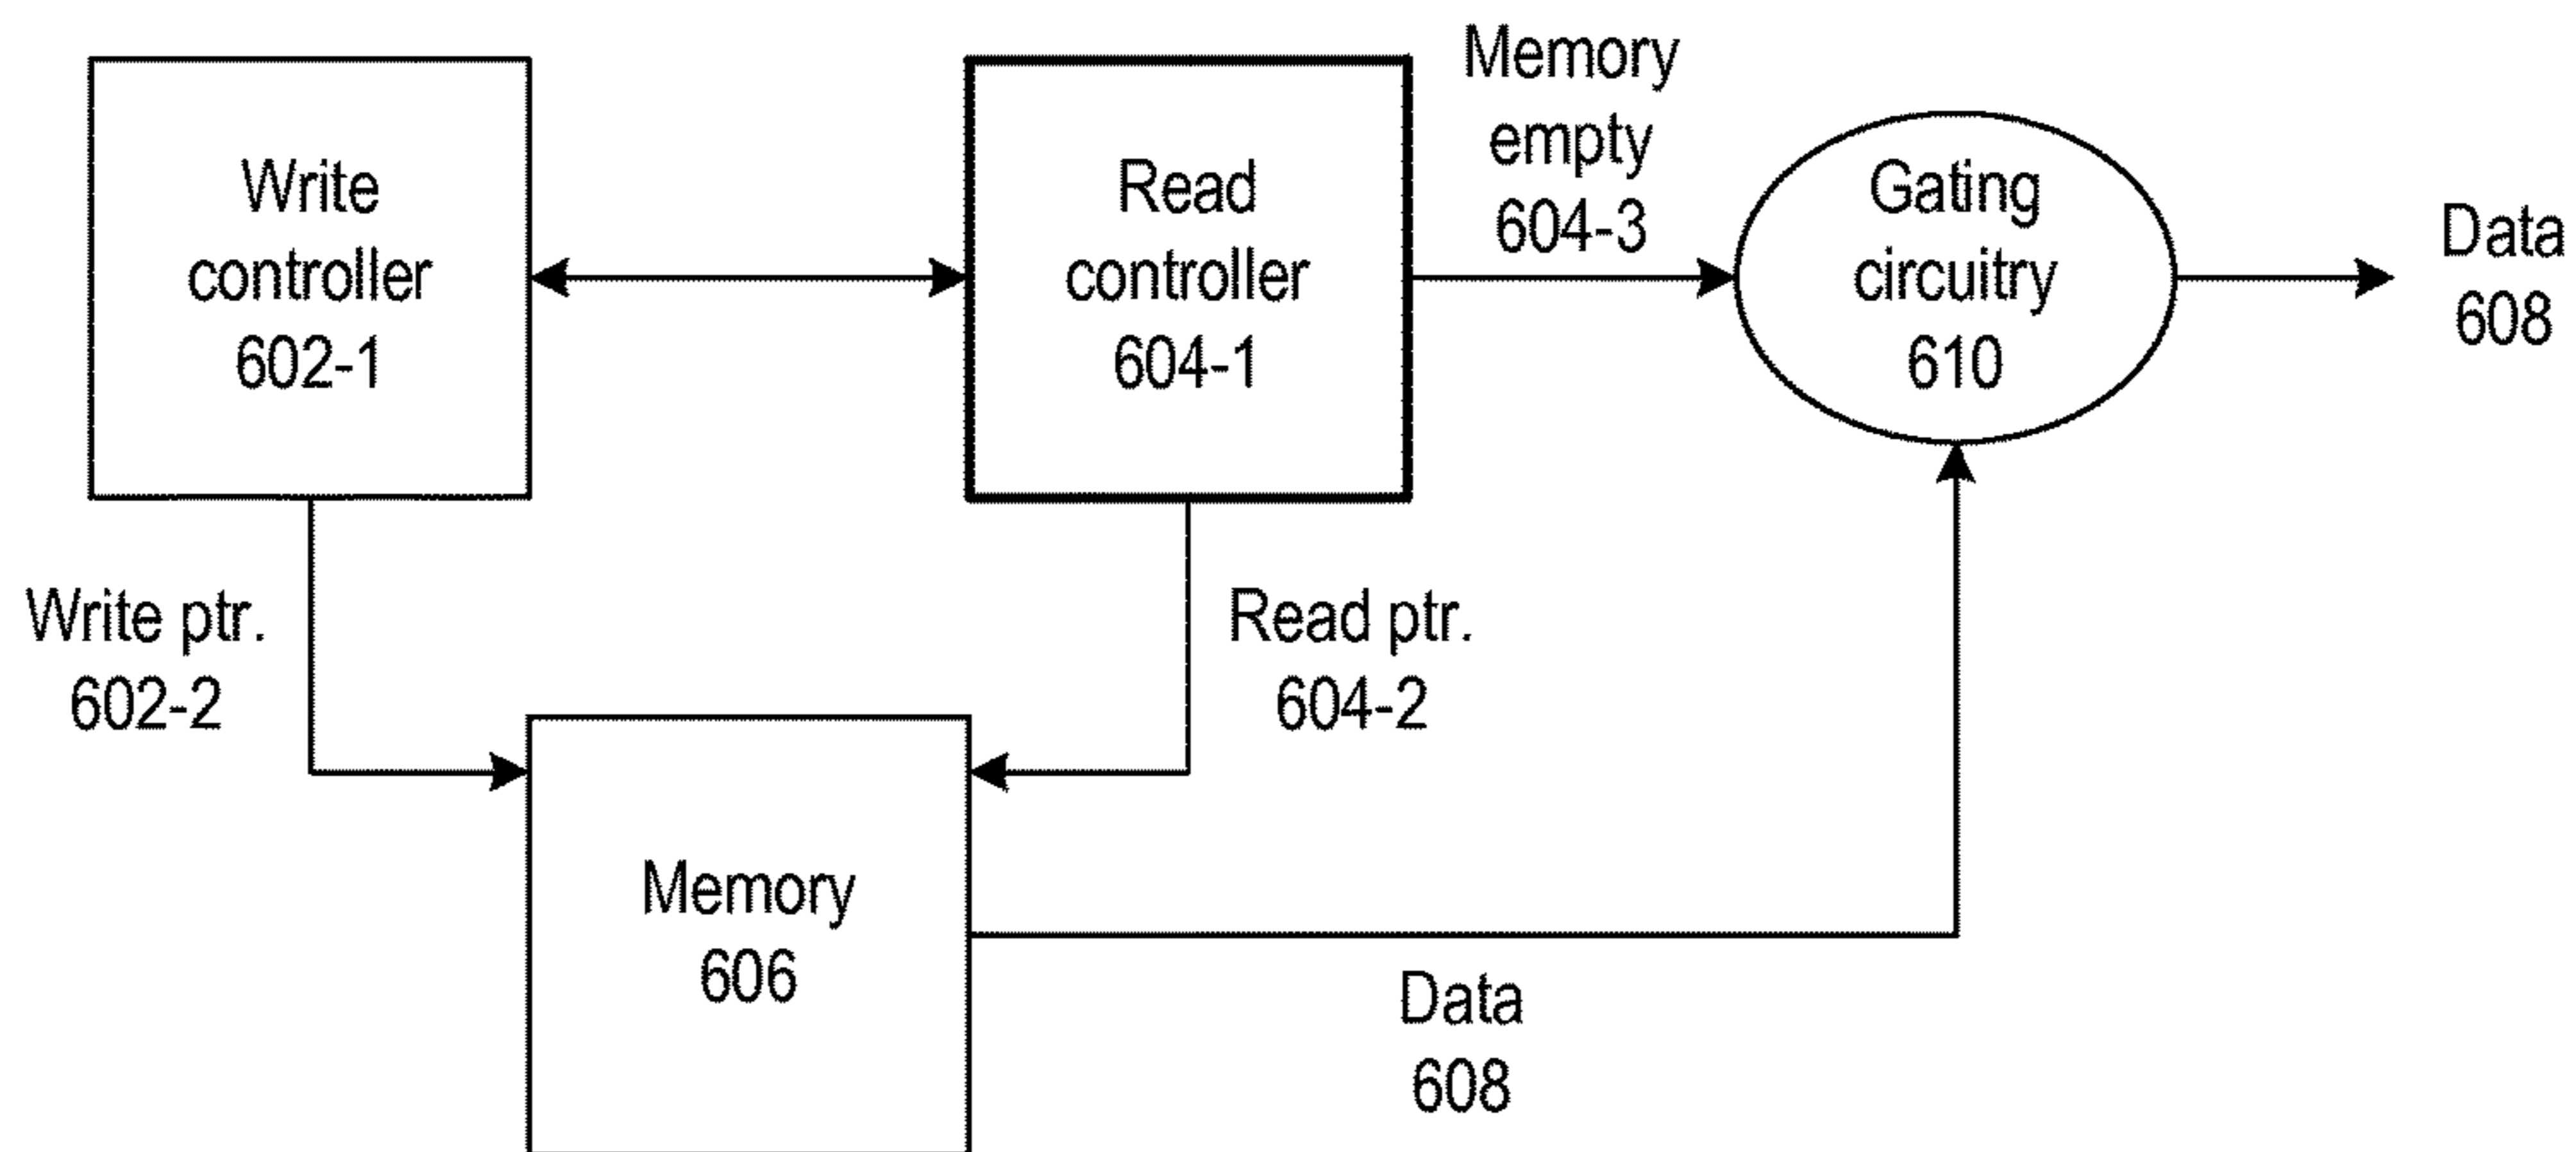 Write
controller
602-1
Read
controller
604-1
Memory
empty
604-3
Gating
circuitry
610
Data
608
Write ptr.
602-2
Read ptr.
604-2
Memory
606
Data
608